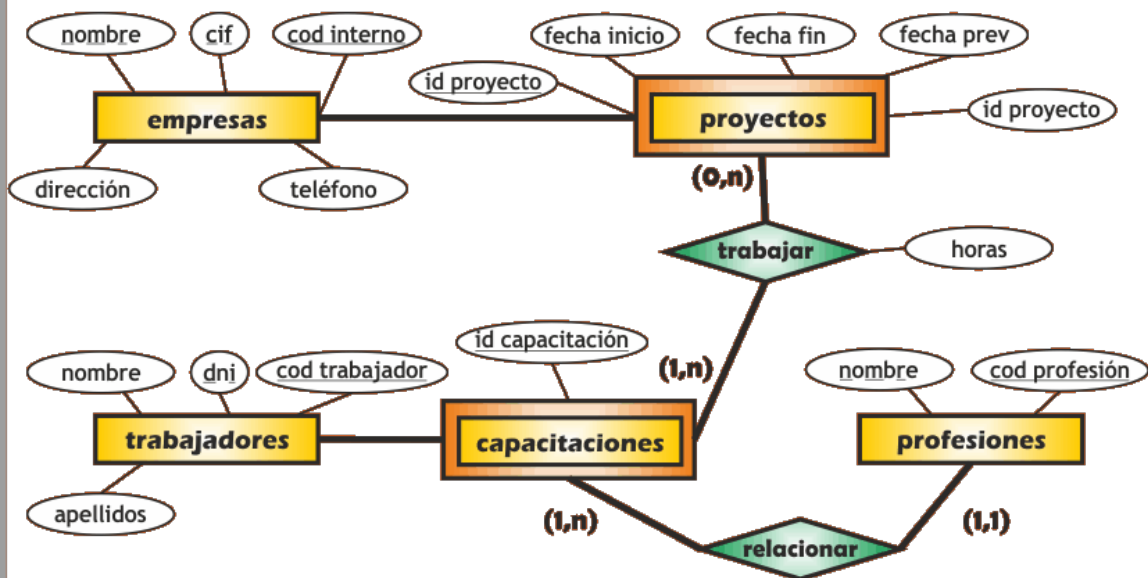 nombre
cif
cod interno
fecha inicio
fecha fin
fecha prev
id proyecto
empresas
proyectos
id proyecto
dirección
teléfono
(0,n)
trabajar
horas
id capacitación
nombre
dni
cod trabajador
(1,n)
nombre
cod profesión
trabajadores
capacitaciones
profesiones
apellidos
(1,n)
(1,1)
relacionar